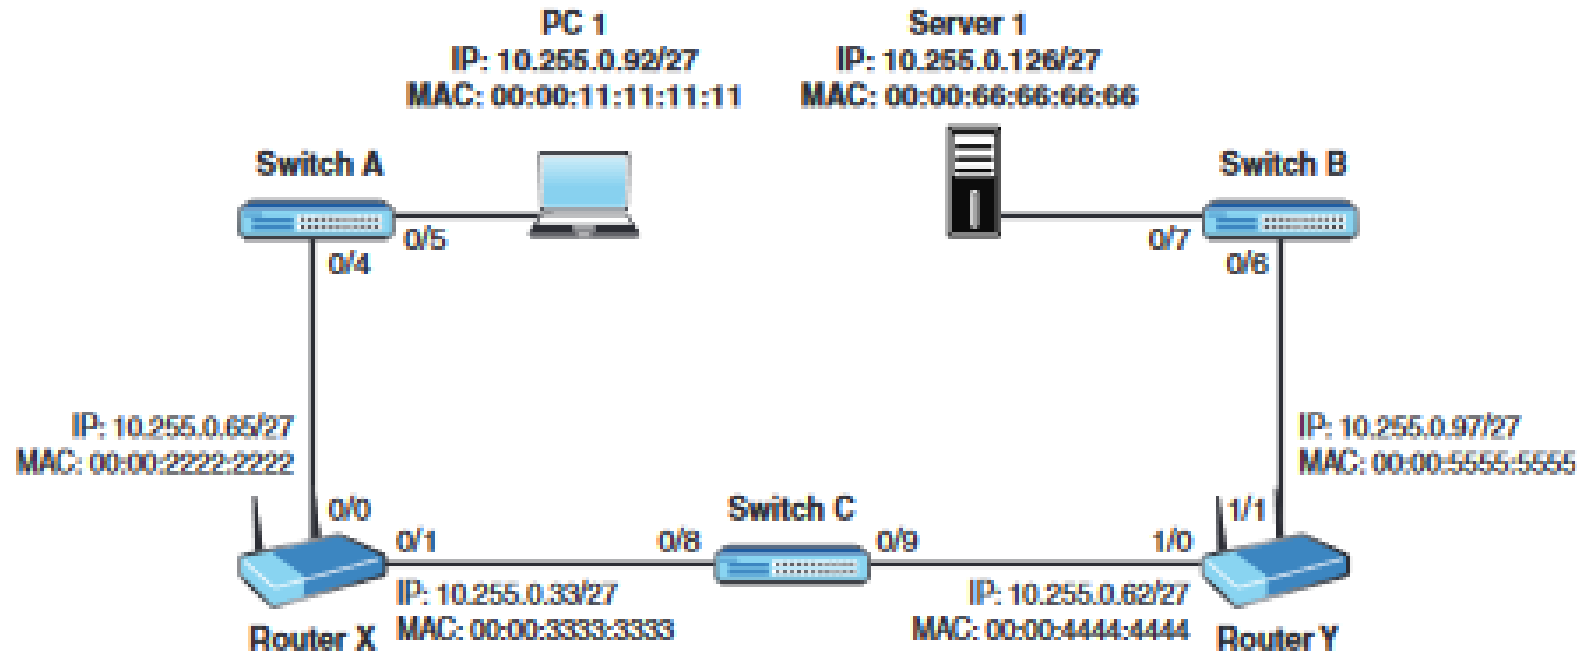 PC 1
IP: 10.255.0.92/27
MAC: 00:00:11:11:11:11
Server 1
IP: 10.255.0.126/27
MAC: 00:00:66:66:66:66
Switch A
0/5
0/4
Switch B
0/7
0/6
IP: 10.255.0.65/27
MAC: 00:00:2222:2222
0/0
0/1
IP: 10.255.0.33/27
MAC: 00:00:3333:3333
Router X
Switch C
0/8
0/9
IP: 10.255.0.97/27
MAC: 00:00:5555:5555
1/1
1/0
IP: 10.255.0.62/27
MAC: 00:00:4444:4444
Router Y